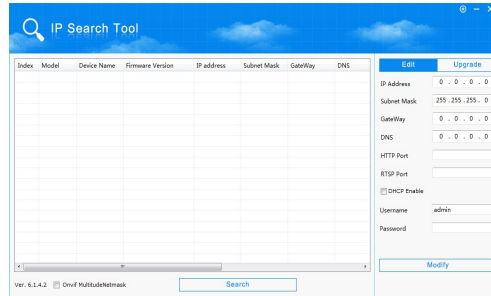 IP Search Tool
Index Model Device Name Firmware Version IP address Subnet Mask GateWay DNS
Edit Upgrade
IP Address 0 . 0 . 0 . 0
Subnet Mask 255 . 255 . 255 . 0
GateWay 0 . 0 . 0 . 0
DNS 0 . 0 . 0 . 0
HTTP Port
RTSP Port
DHCP Enable
Username admin
Password
Modify
Ver. 6.1.4.2 Onvif MultitudeNetmask Search